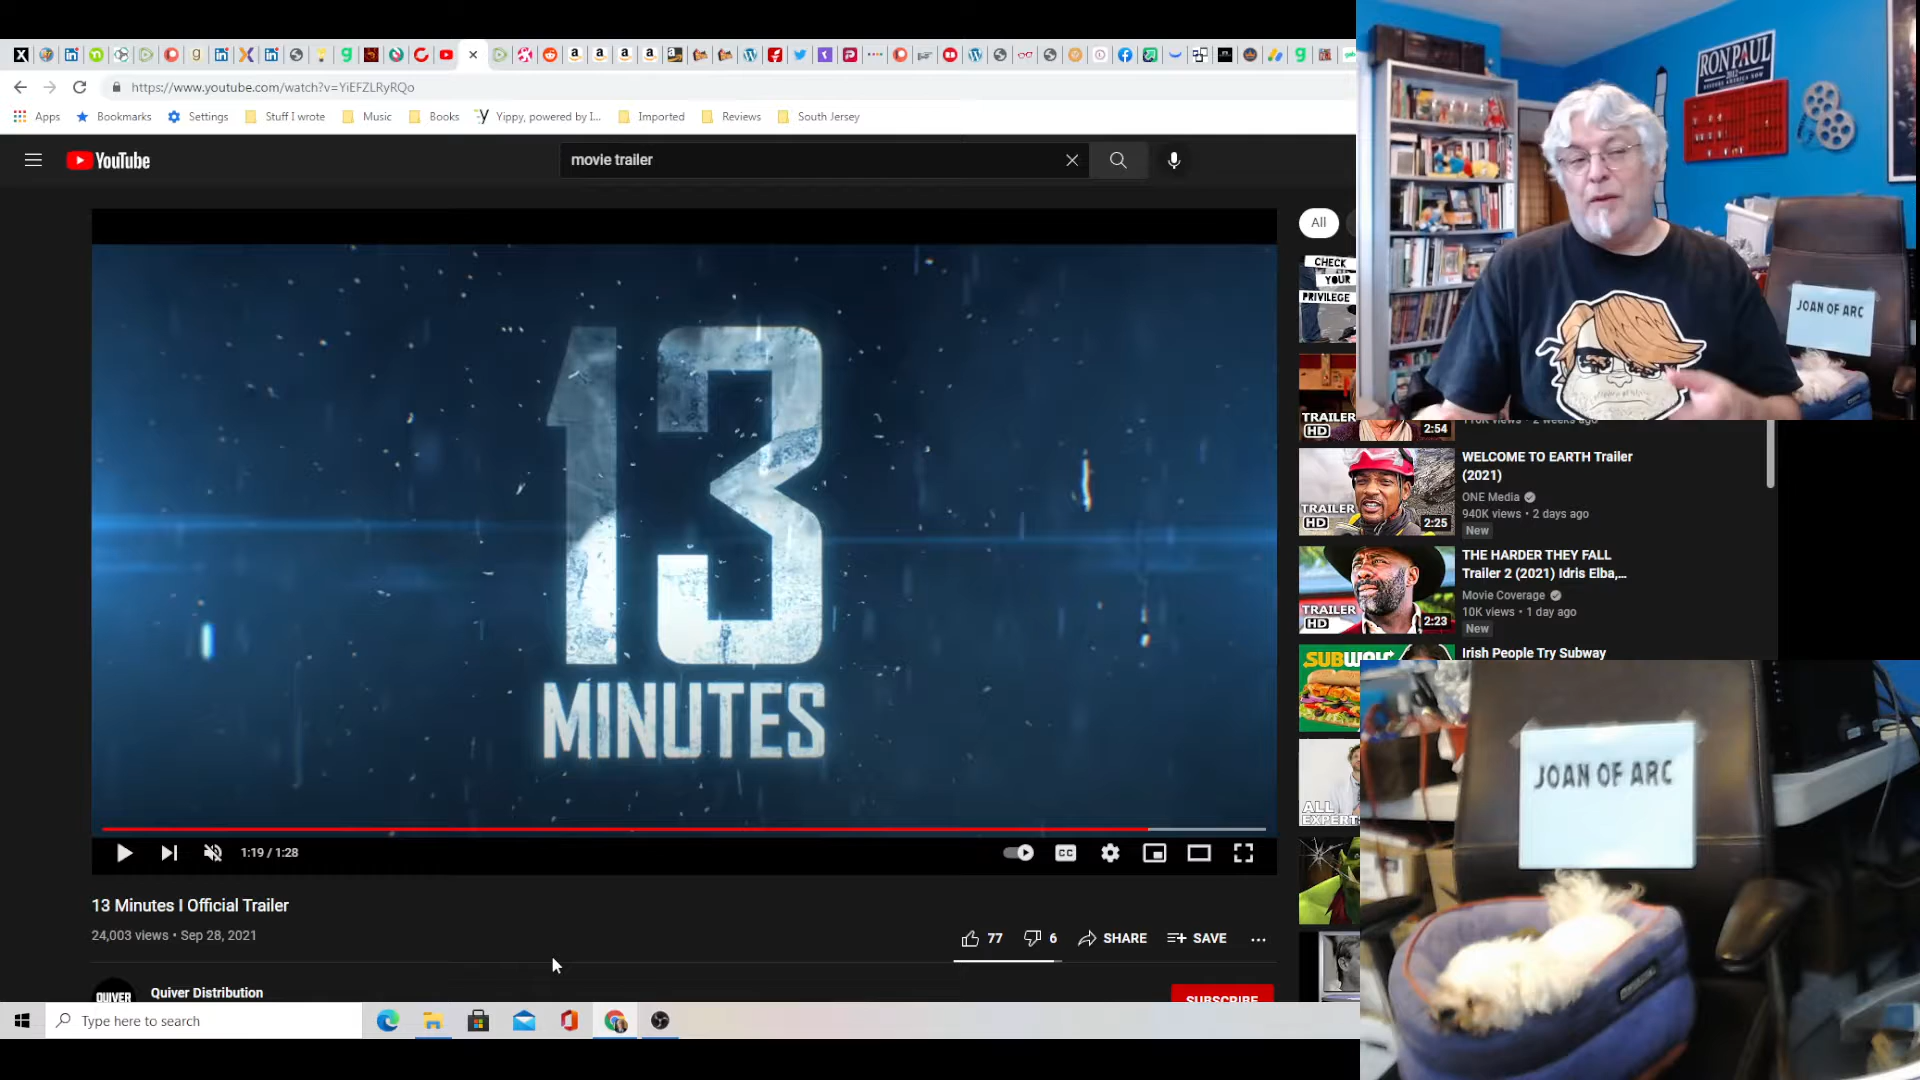 https://www.youtube.com/watch?v=YiEFZLRyRQo
Apps
Bookmarks
Settings
Stuff I wrote
Music
Books
Yippy, powered by I...
Imported
Reviews
South Jersey
YouTube
movie trailer
All
CHECK
YOUR
PRIVILEGE
RON PAUL
JOAN OF ARC
13
MINUTES
TRAILER
HD
2:54
WELCOME TO EARTH Trailer
(2021)
ONE Media
940K views • 2 days ago
New
TRAILER
HD
2:25
THE HARDER THEY FALL
Trailer 2 (2021) Idris Elba,...
Movie Coverage
10K views • 1 day ago
New
TRAILER
HD
2:23
Irish People Try Subway
SUBWAY
ALL
EXPERTS
JOAN OF ARC
1:19 / 1:28
CC
13 Minutes I Official Trailer
24,003 views • Sep 28, 2021
77
6
SHARE
SAVE
QUIVER
Quiver Distribution
SUBSCRIBE
Type here to search